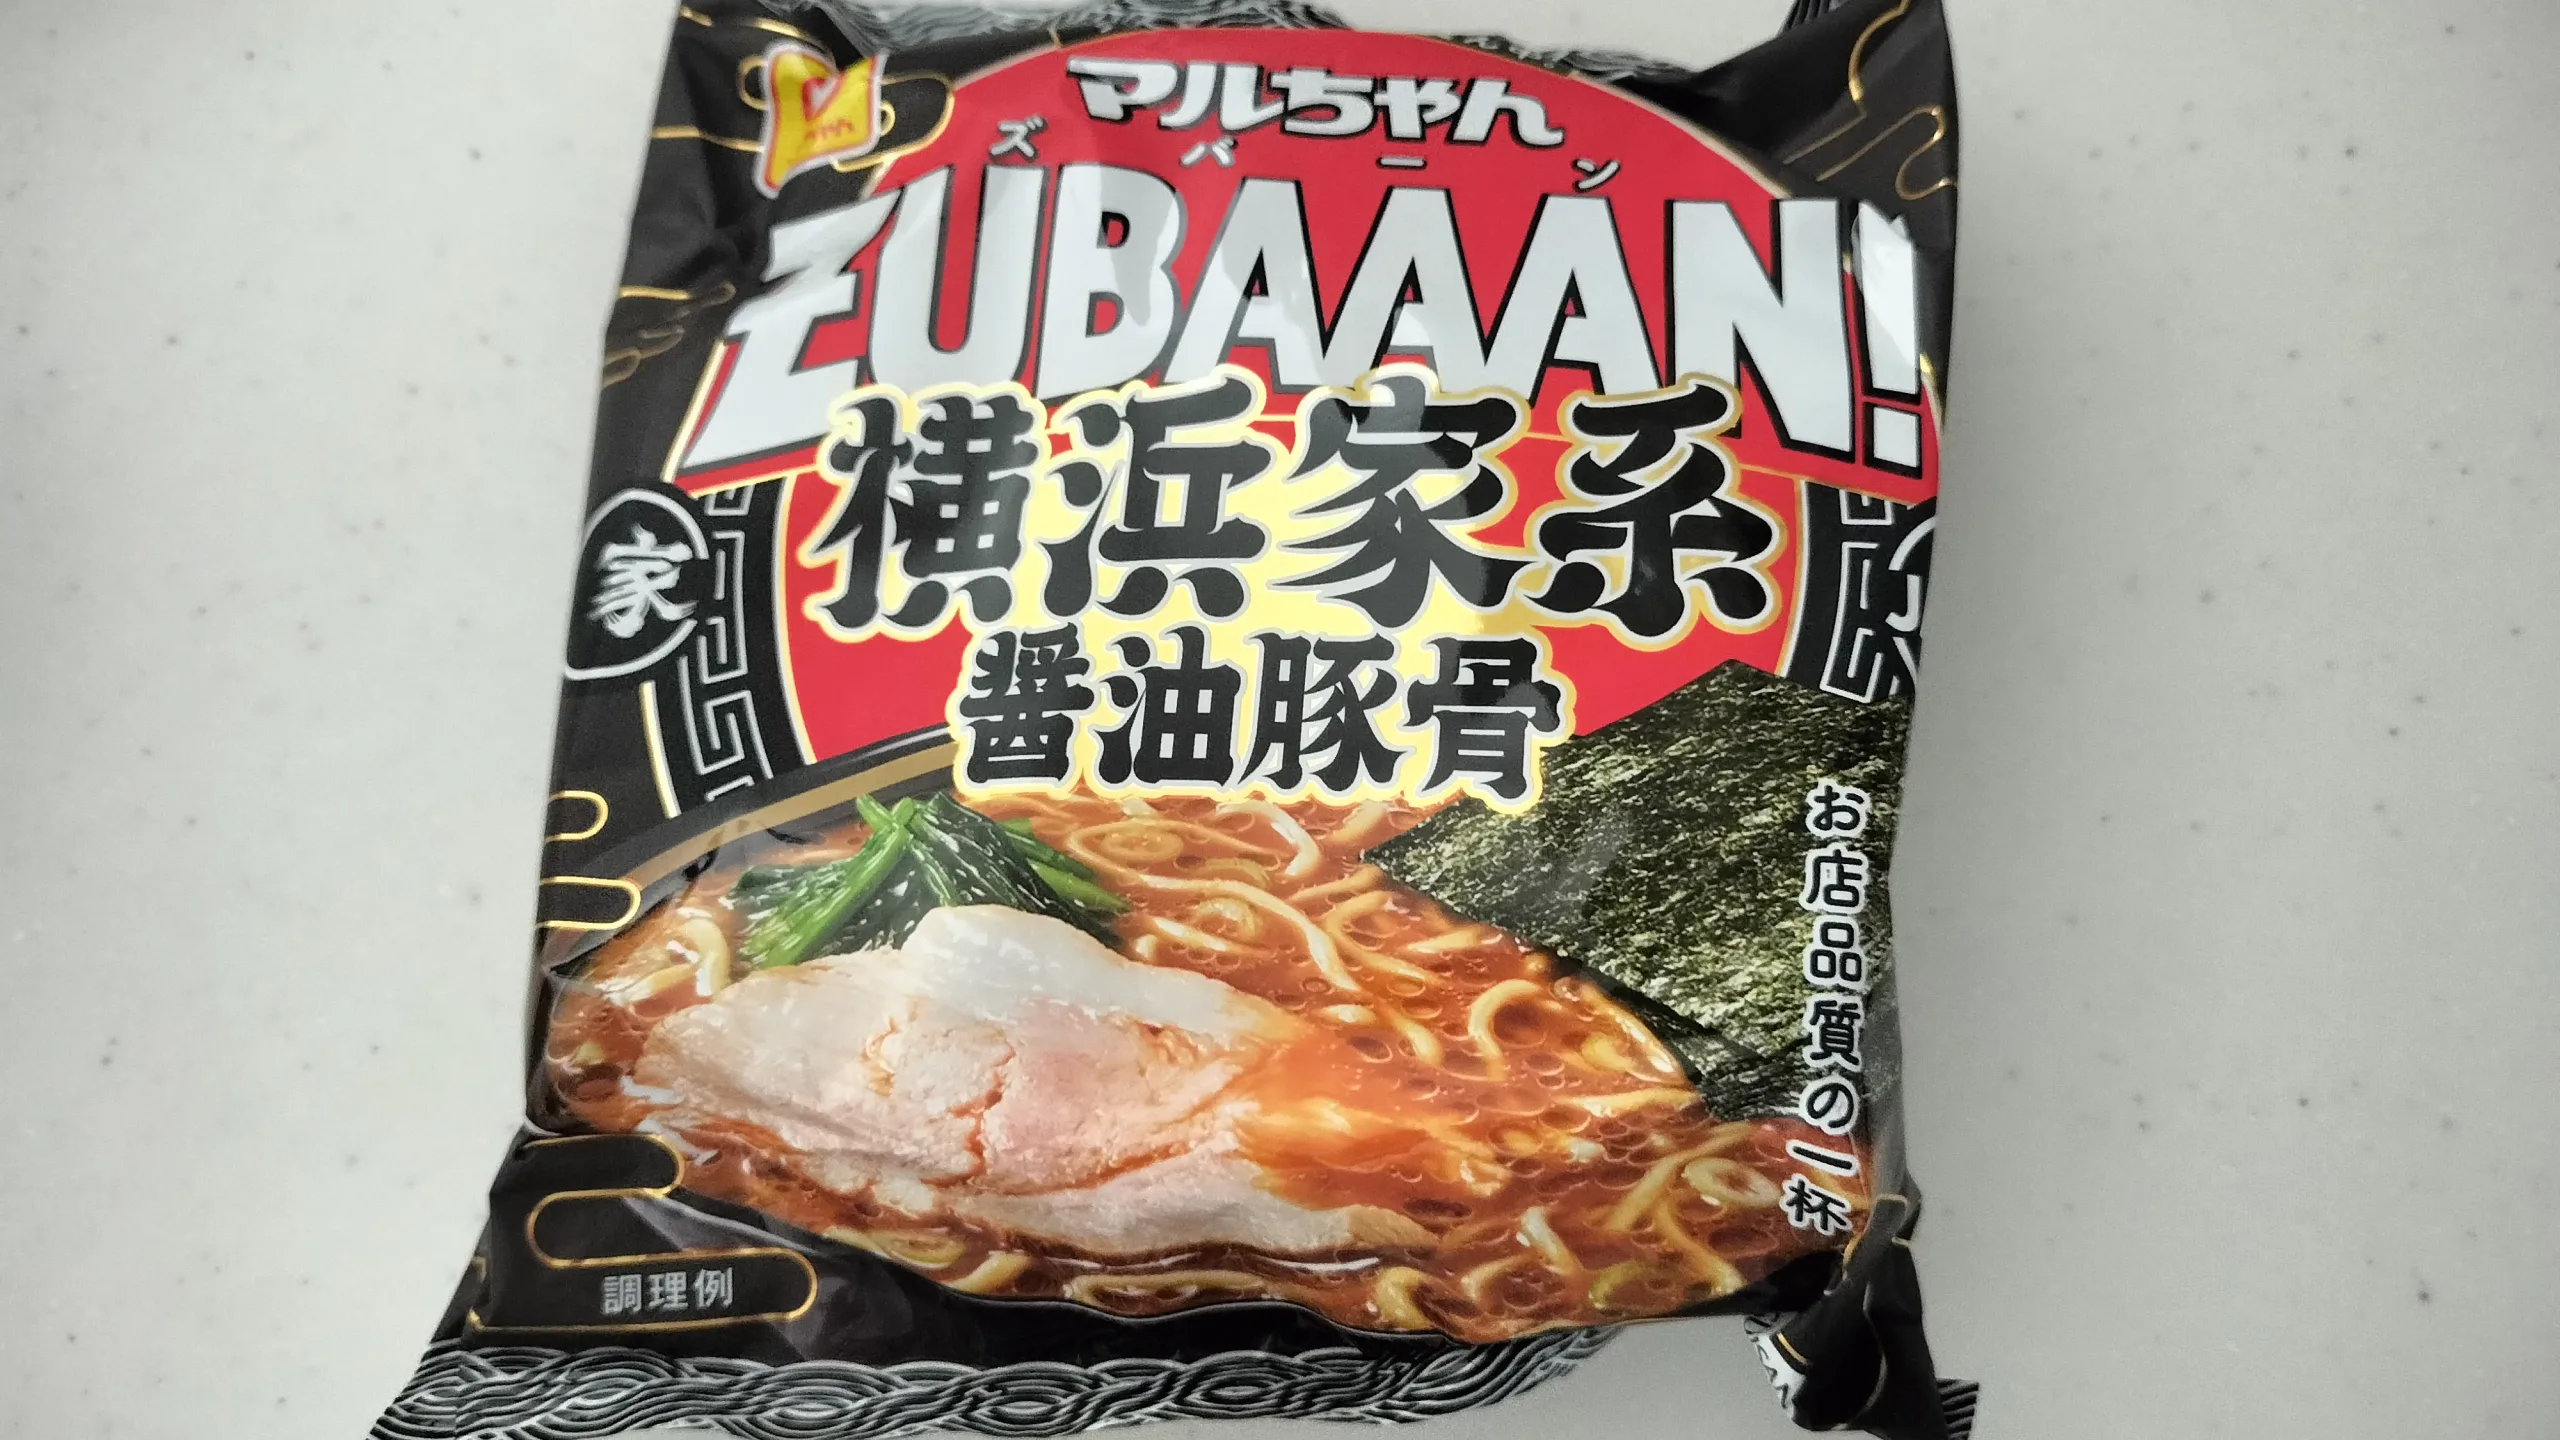 マルちゃん
ズバーン
ZUBAAAN!
横浜家系
醤油豚骨
家
お店品質の一杯
調理例